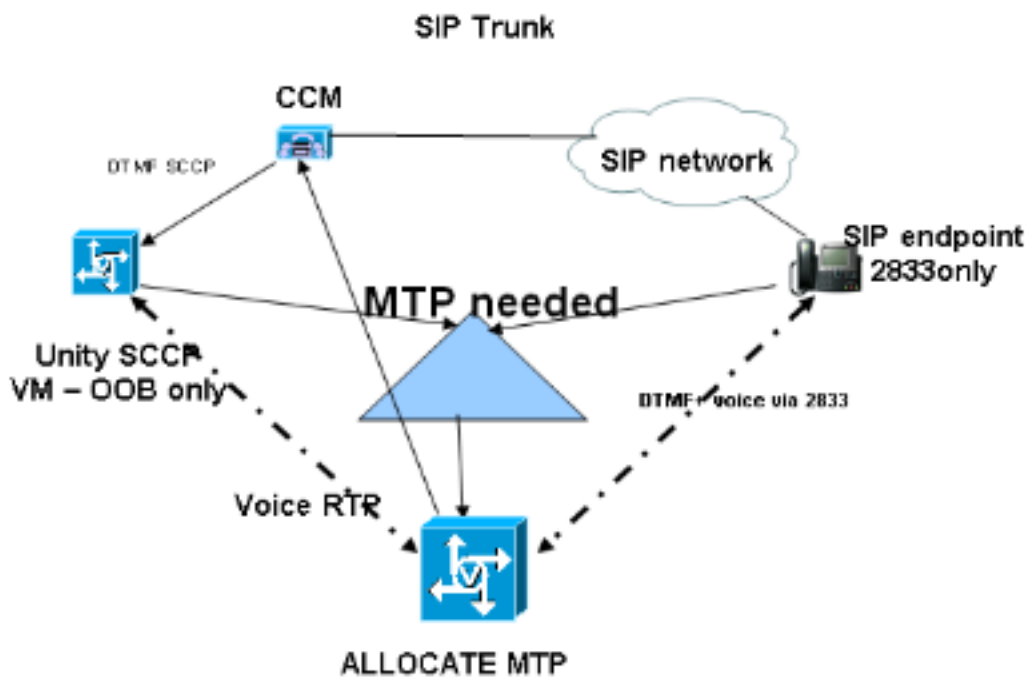 SIP Trunk
CCM
SIP network
DTMF SCCP
SIP endpoint
2833only
MTP needed
Unity SCCP
VM – OOB only
DTMF+ voice via 2833
Voice RTP
V
ALLOCATE MTP